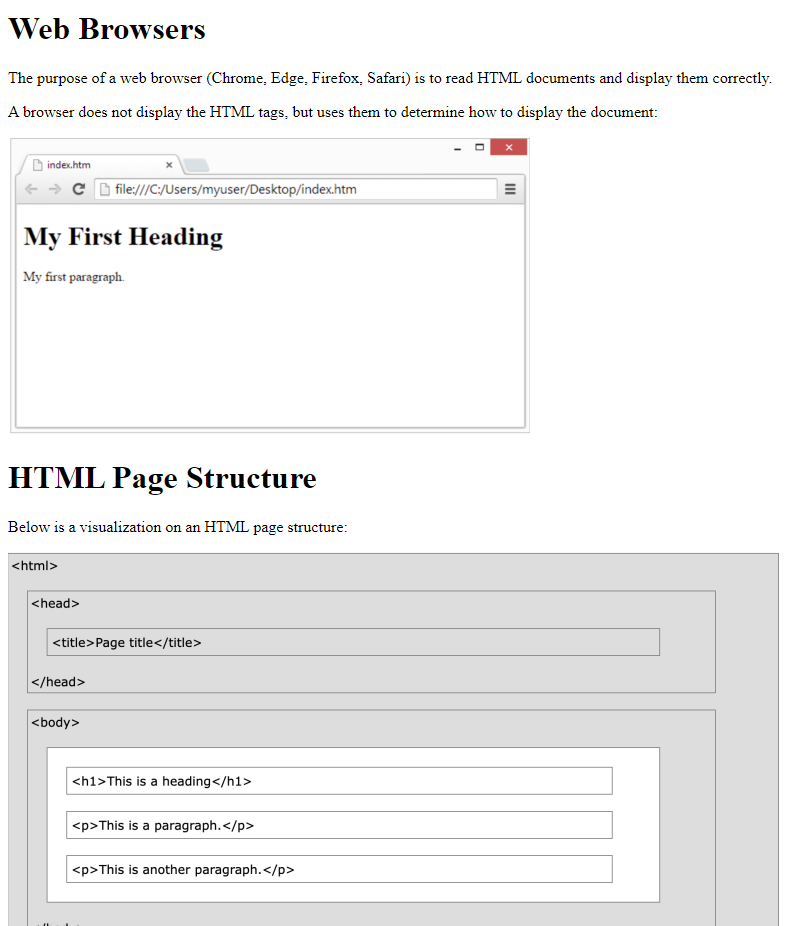 Web Browsers
The purpose of a web browser (Chrome, Edge, Firefox, Safari) is to read HTML documents and display them correctly.
A browser does not display the HTML tags, but uses them to determine how to display the document:
index.htm
file:///C:/Users/myuser/Desktop/index.htm
My First Heading
My first paragraph.
HTML Page Structure
Below is a visualization on an HTML page structure:
<html>
<head>
<title>Page title</title>
</head>
<body>
<h1>This is a heading</h1>
<p>This is a paragraph.</p>
<p>This is another paragraph.</p>